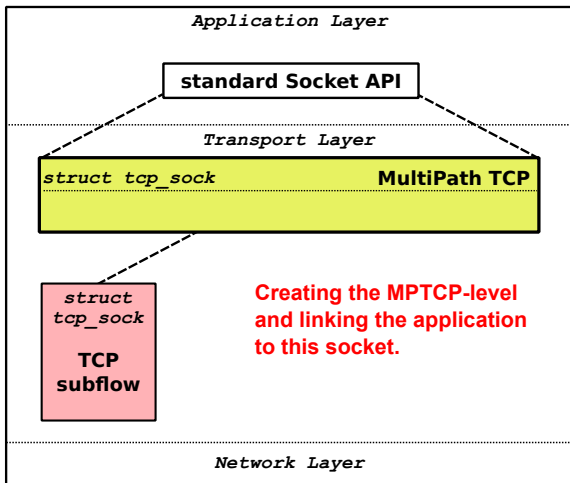 Application Layer
standard Socket API
Transport Layer
struct tcp_sock MultiPath TCP
struct
tcp_sock
TCP
subflow
Creating the MPTCP-level
and linking the application
to this socket.
Network Layer